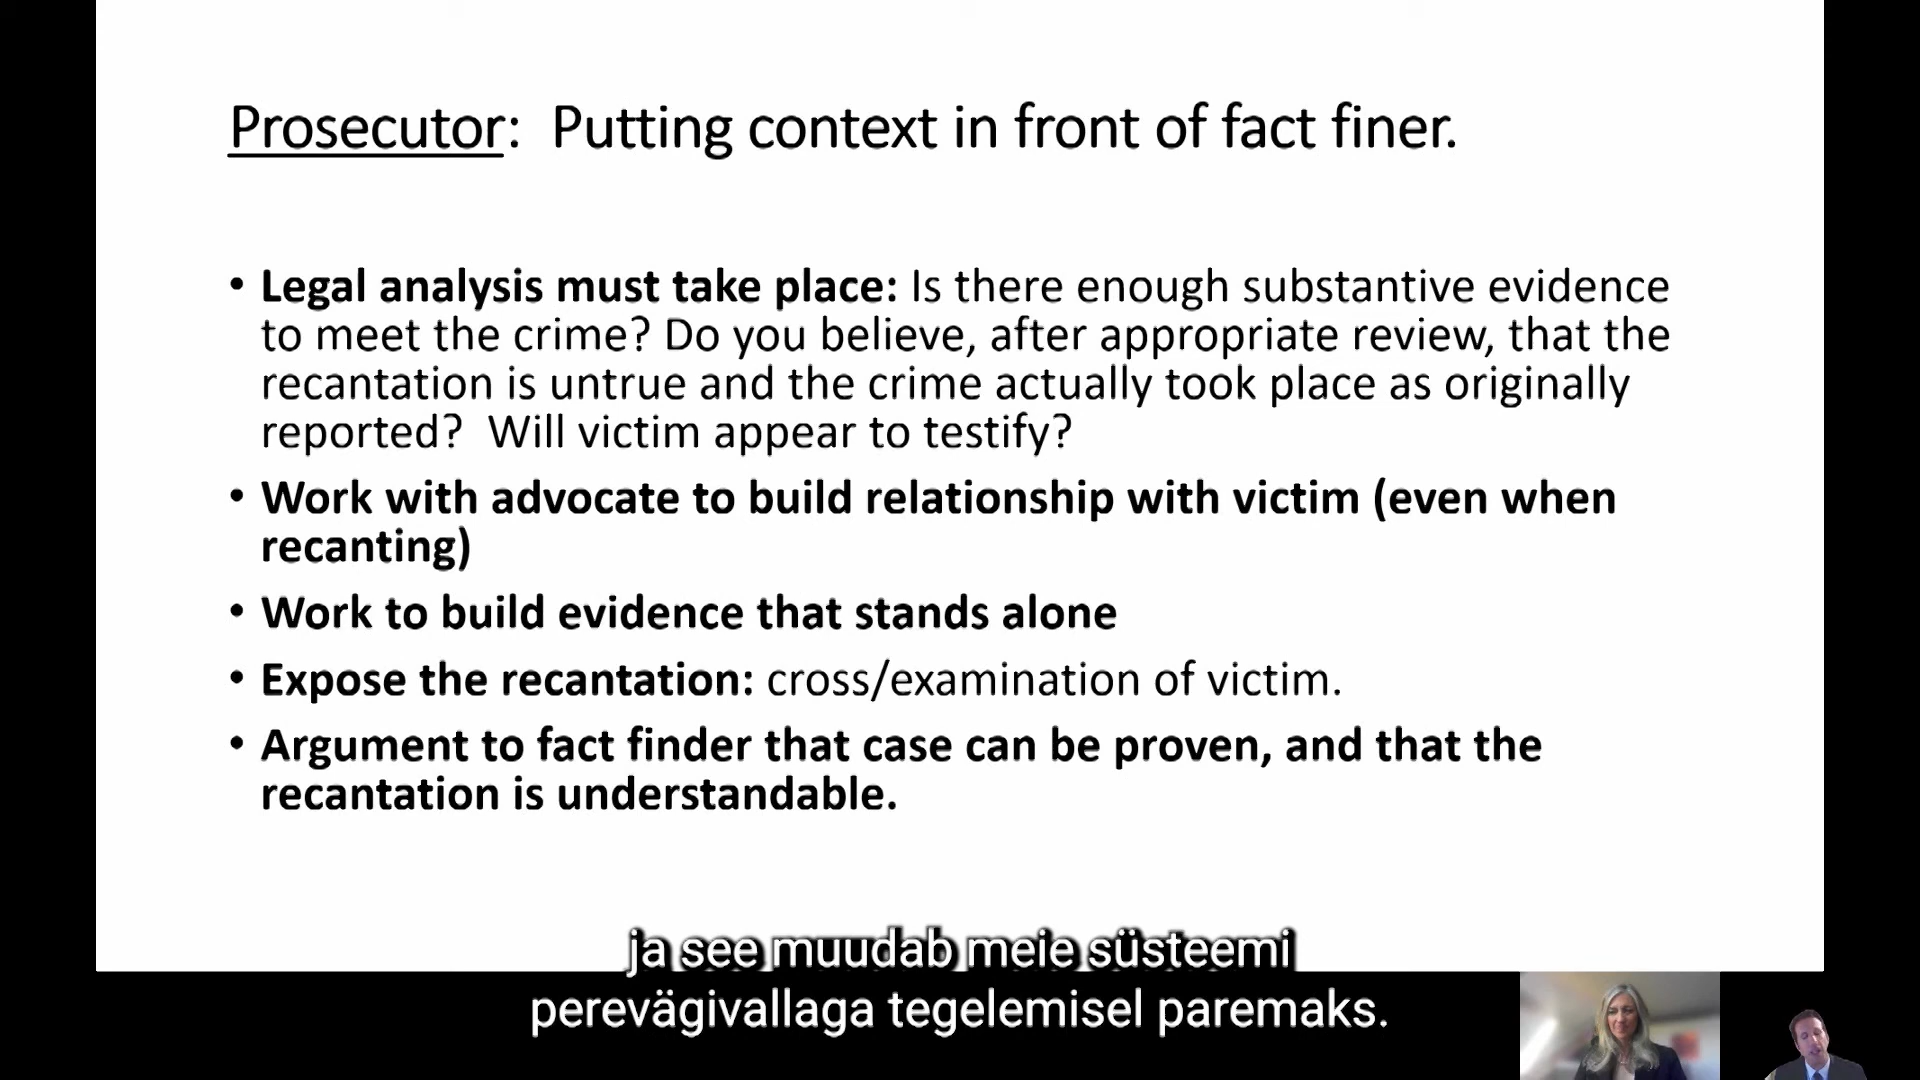 Prosecutor:  Putting context in front of fact finer.
• Legal analysis must take place: Is there enough substantive evidence
to meet the crime? Do you believe, after appropriate review, that the
recantation is untrue and the crime actually took place as originally
reported?  Will victim appear to testify?
• Work with advocate to build relationship with victim (even when
recanting)
• Work to build evidence that stands alone
• Expose the recantation: cross/examination of victim.
• Argument to fact finder that case can be proven, and that the
recantation is understandable.
ja see muudab meie süsteemi
perevägivallaga tegelemisel paremaks.